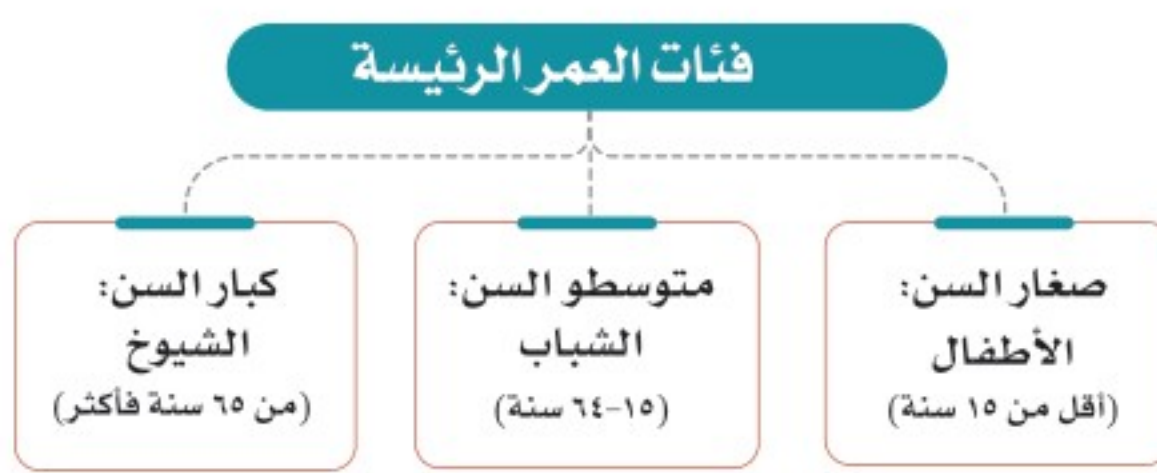 فئات العمر الرئيسة
صغار السن:
الأطفال
(أقل من ١٥ سنة)
متوسطو السن:
الشباب
(١٥-٦٤ سنة)
كبار السن:
الشيوخ
(من ٦٥ سنة فأكثر)